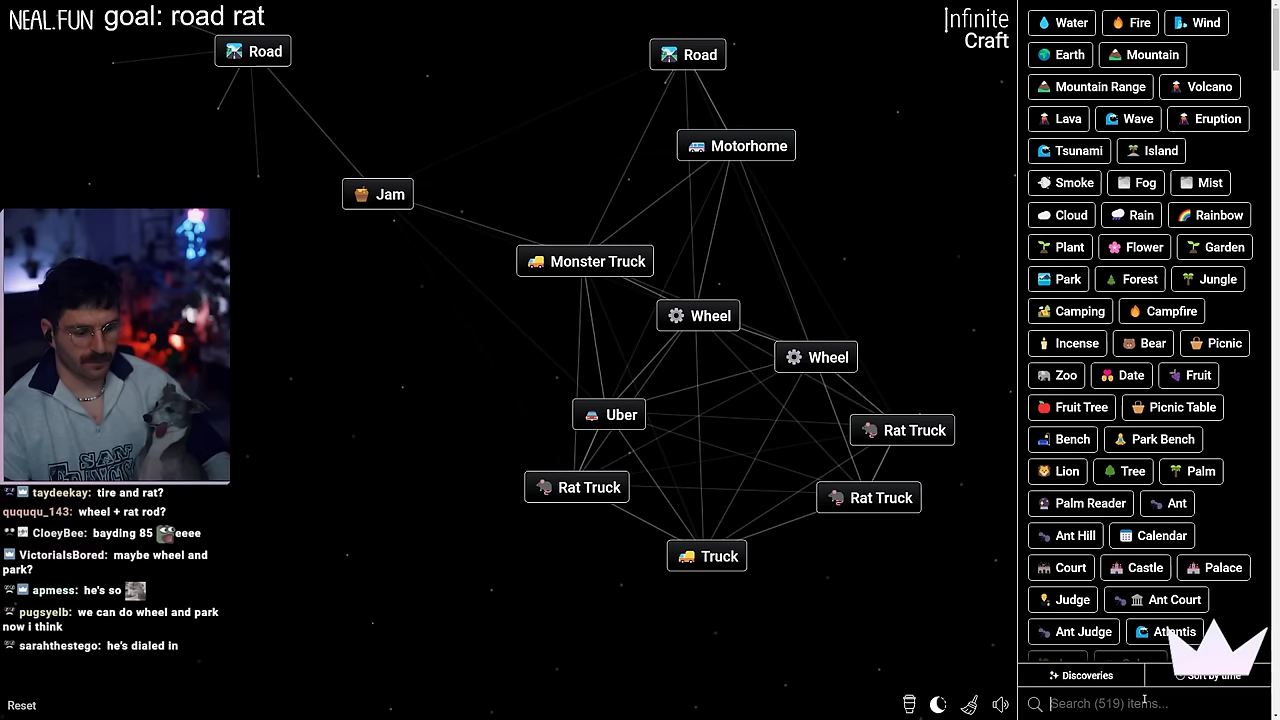 NEAL.FUN goal: road rat
Infinite
Craft
Road
Road
Motorhome
Jam
Monster Truck
Wheel
Wheel
Uber
Rat Truck
Rat Truck
Rat Truck
Truck
taydeekay: tire and rat?
quququ_143: wheel + rat rod?
CloeyBee: bayding 85 eeee
VictoriaIsBored: maybe wheel and
park?
apmess: he's so
pugsyelb: we can do wheel and park
now i think
sarahthestego: he's dialed in
Reset
Water Fire Wind
Earth Mountain
Mountain Range Volcano
Lava Wave Eruption
Tsunami Island
Smoke Fog Mist
Cloud Rain Rainbow
Plant Flower Garden
Park Forest Jungle
Camping Campfire
Incense Bear Picnic
Zoo Date Fruit
Fruit Tree Picnic Table
Bench Park Bench
Lion Tree Palm
Palm Reader Ant
Ant Hill Calendar
Court Castle Palace
Judge Ant Court
Ant Judge Atlantis
Discoveries Sort by time
Search (519) items...